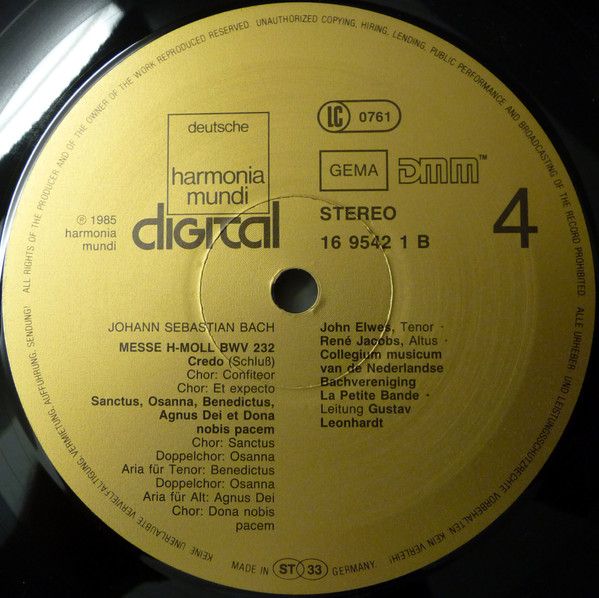 ALL RIGHTS OF THE PRODUCER AND OF THE OWNER OF THE WORK REPRODUCED RESERVED. UNAUTHORIZED COPYING, HIRING, LENDING, PUBLIC PERFORMANCE AND BROADCASTING OF THE RECORD PROHIBITED.
ALLE URHEBER- UND LEISTUNGSSCHUTZRECHTE VORBEHALTEN. KEIN VERLEIH! KEINE UNERLAUBTE VERVIELFÄLTIGUNG, VERMIETUNG, AUFFÜHRUNG, SENDUNG!
deutsche
harmonia
mundi
digital
LC 0761
GEMA DMM™
STEREO
16 9542 1 B
4
℗ 1985
harmonia
mundi
JOHANN SEBASTIAN BACH
MESSE H-MOLL BWV 232
Credo (Schluß)
Chor: Confiteor
Chor: Et expecto
Sanctus, Osanna, Benedictus,
Agnus Dei et Dona
nobis pacem
Chor: Sanctus
Doppelchor: Osanna
Aria für Tenor: Benedictus
Doppelchor: Osanna
Aria für Alt: Agnus Dei
Chor: Dona nobis
pacem
John Elwes, Tenor ·
René Jacobs, Altus ·
Collegium musicum
van de Nederlandse
Bachvereniging
La Petite Bande ·
Leitung Gustav
Leonhardt
MADE IN ST 33 GERMANY.